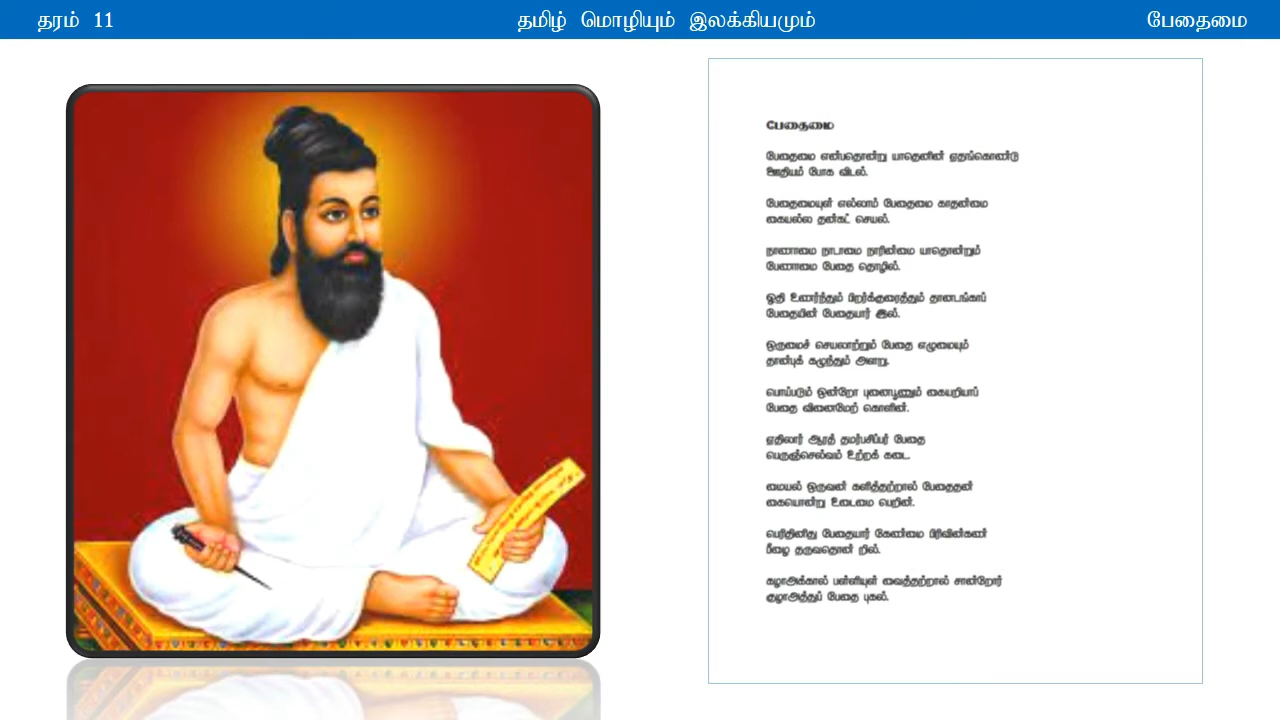 தரம் 11
தமிழ் மொழியும் இலக்கியமும்
பேதைமை
பேதைமை
பேதைமை என்பதொன்று யாதெனின் ஏதங்கொண்டு
ஊதியம் போக விடல்.
பேதைமையுள் எல்லாம் பேதைமை காதன்மை
கையல்ல தன்கட் செயல்.
நாணாமை நாடாமை நாரின்மை யாதொன்றும்
பேணாமை பேதை தொழில்.
ஓதி உணர்ந்தும் பிறர்க்குரைத்தும் தானடங்காப்
பேதையின் பேதையார் இல்.
ஒருமைச் செயலாற்றும் பேதை எழுமையும்
தான்புக் கழுந்தும் அளறு.
பொய்படும் ஒன்றோ புனைபூணும் கையறியாப்
பேதை வினைமேற் கொளின்.
ஏதிலார் ஆரத் தமர்பசிப்பர் பேதை
பெருஞ்செல்வம் உற்றக் கடை.
மையல் ஒருவன் களித்தற்றால் பேதைதன்
கையொன்று உடைமை பெறின்.
பெரிதினிது பேதையார் கேண்மை பிரிவின்கண்
பீழை தருவதொன் றில்.
கழாஅக்கால் பள்ளியுள் வைத்தற்றால் சான்றோர்
குழாஅத்துப் பேதை புகல்.